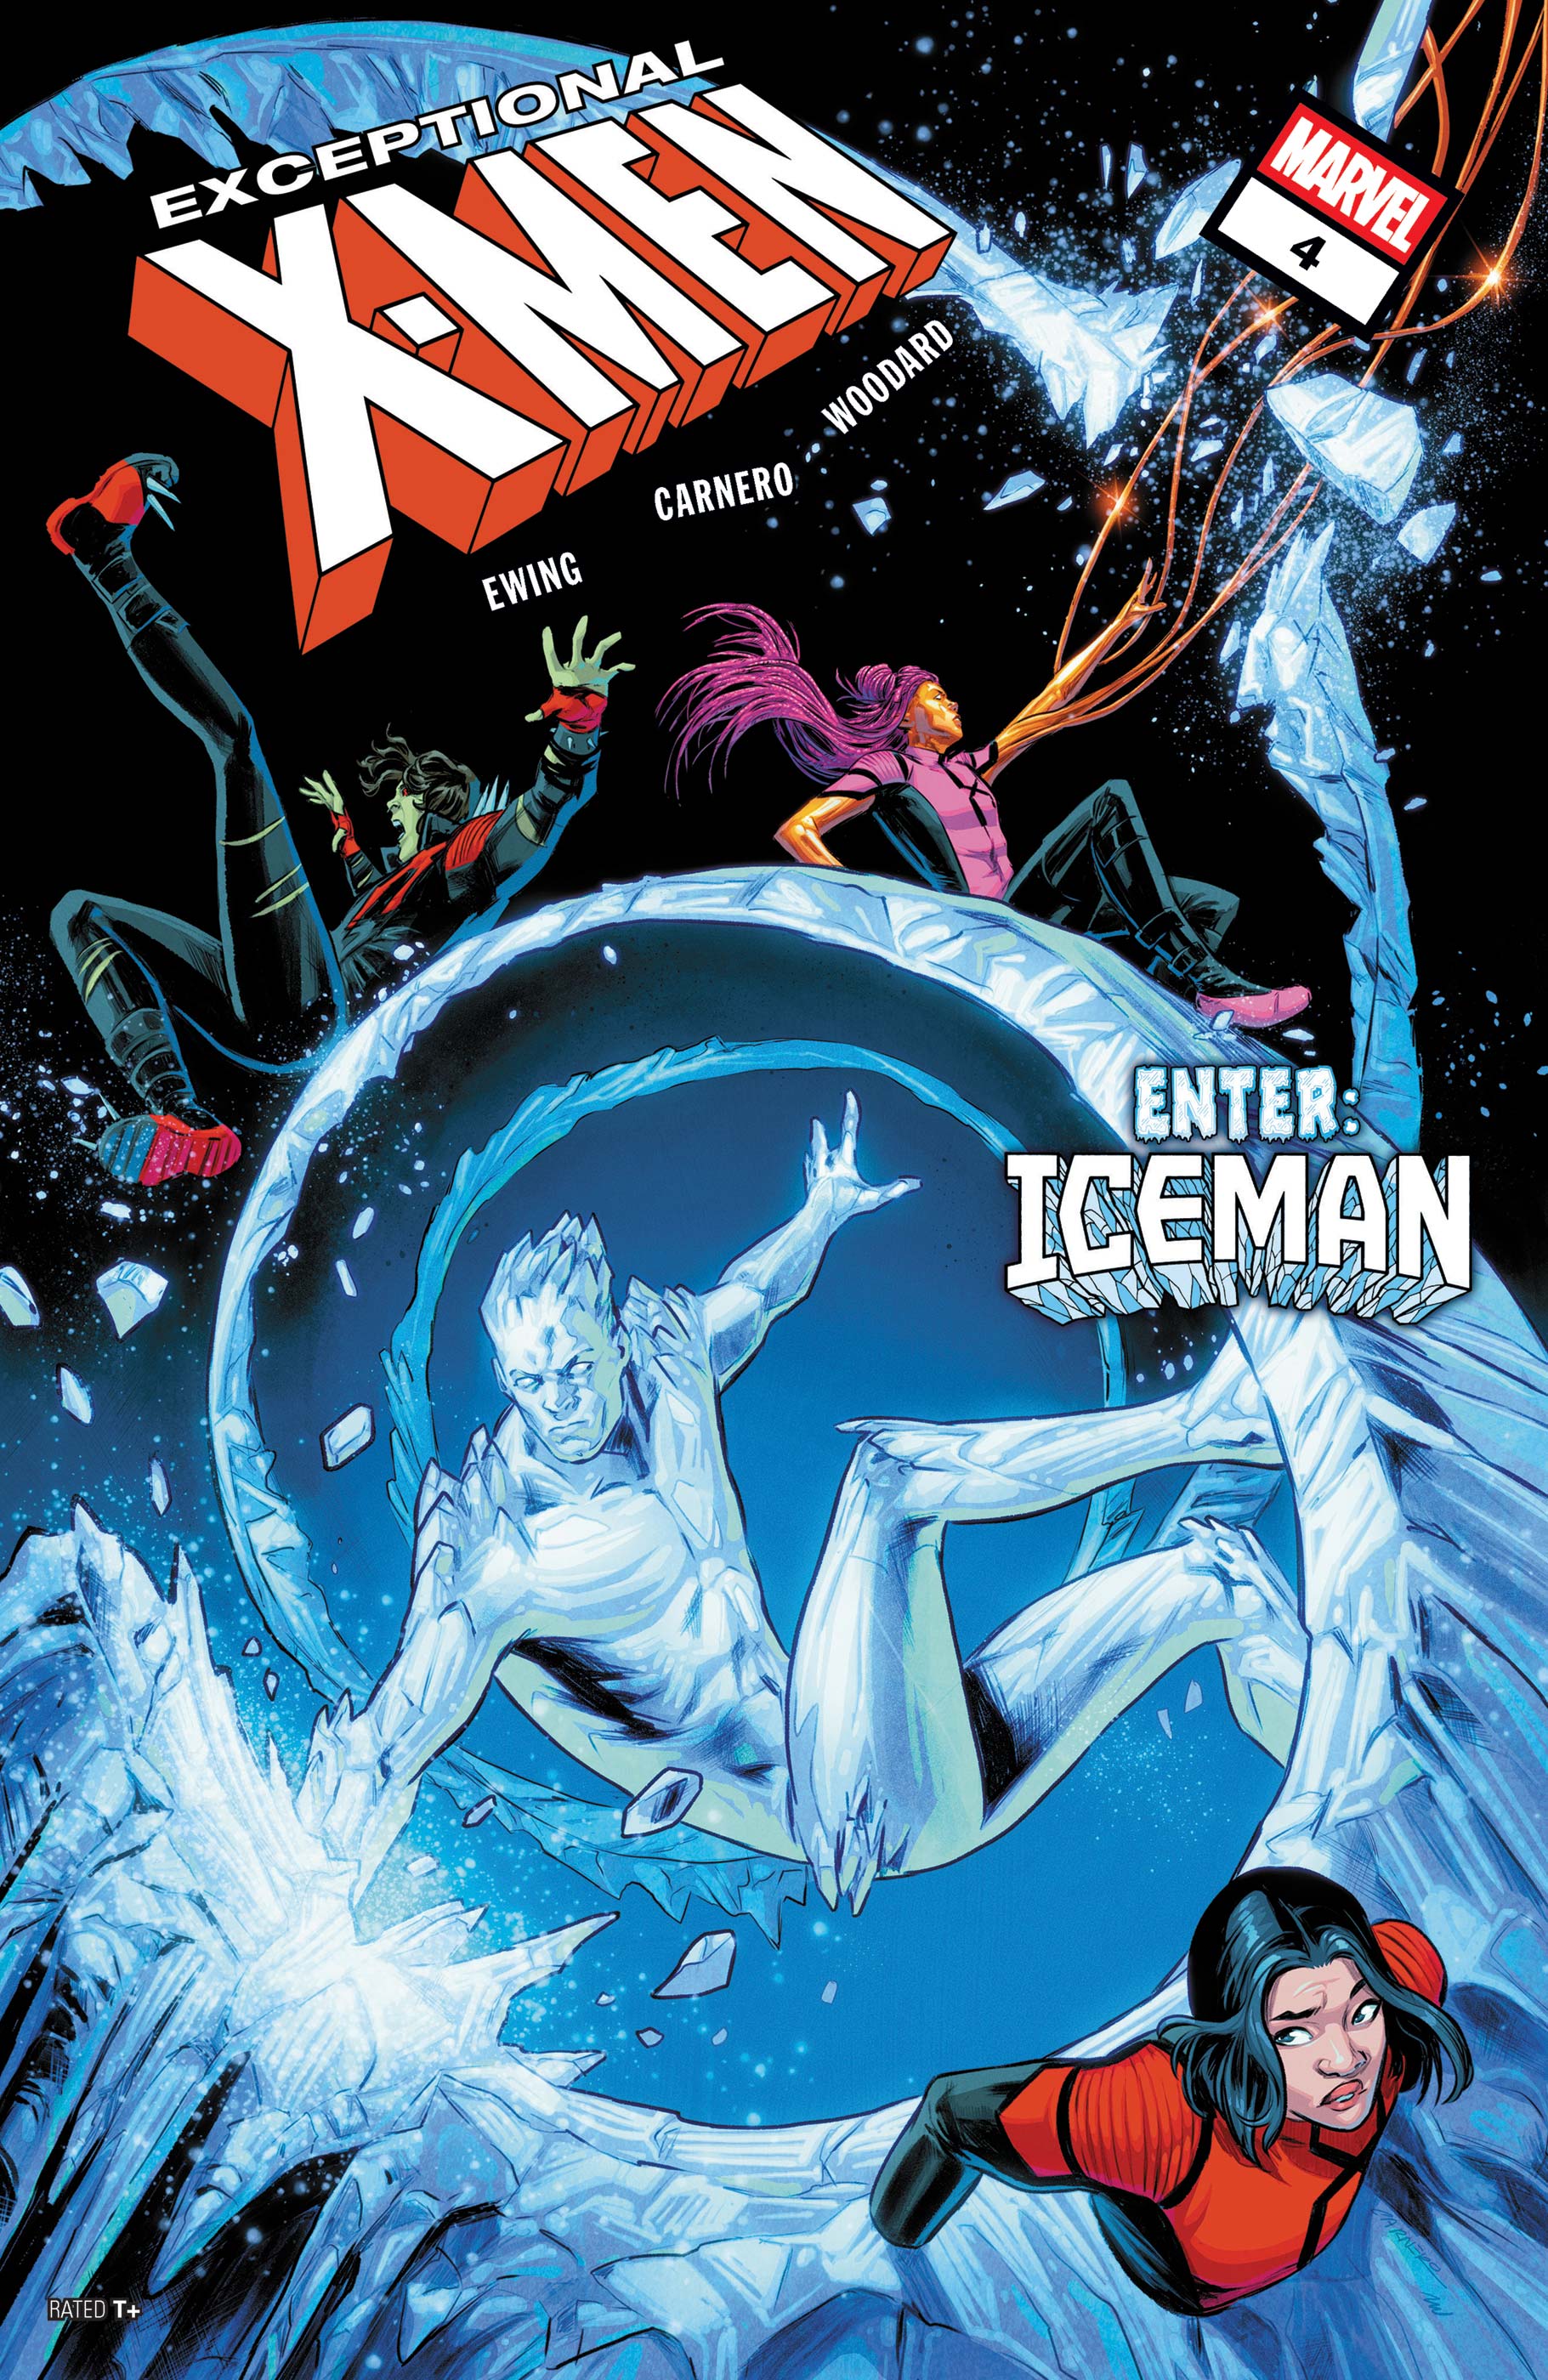 EXCEPTIONAL
X-MEN
MARVEL
4
EWING
CARNERO
WOODARD
ENTER:
ICEMAN
RATED T+